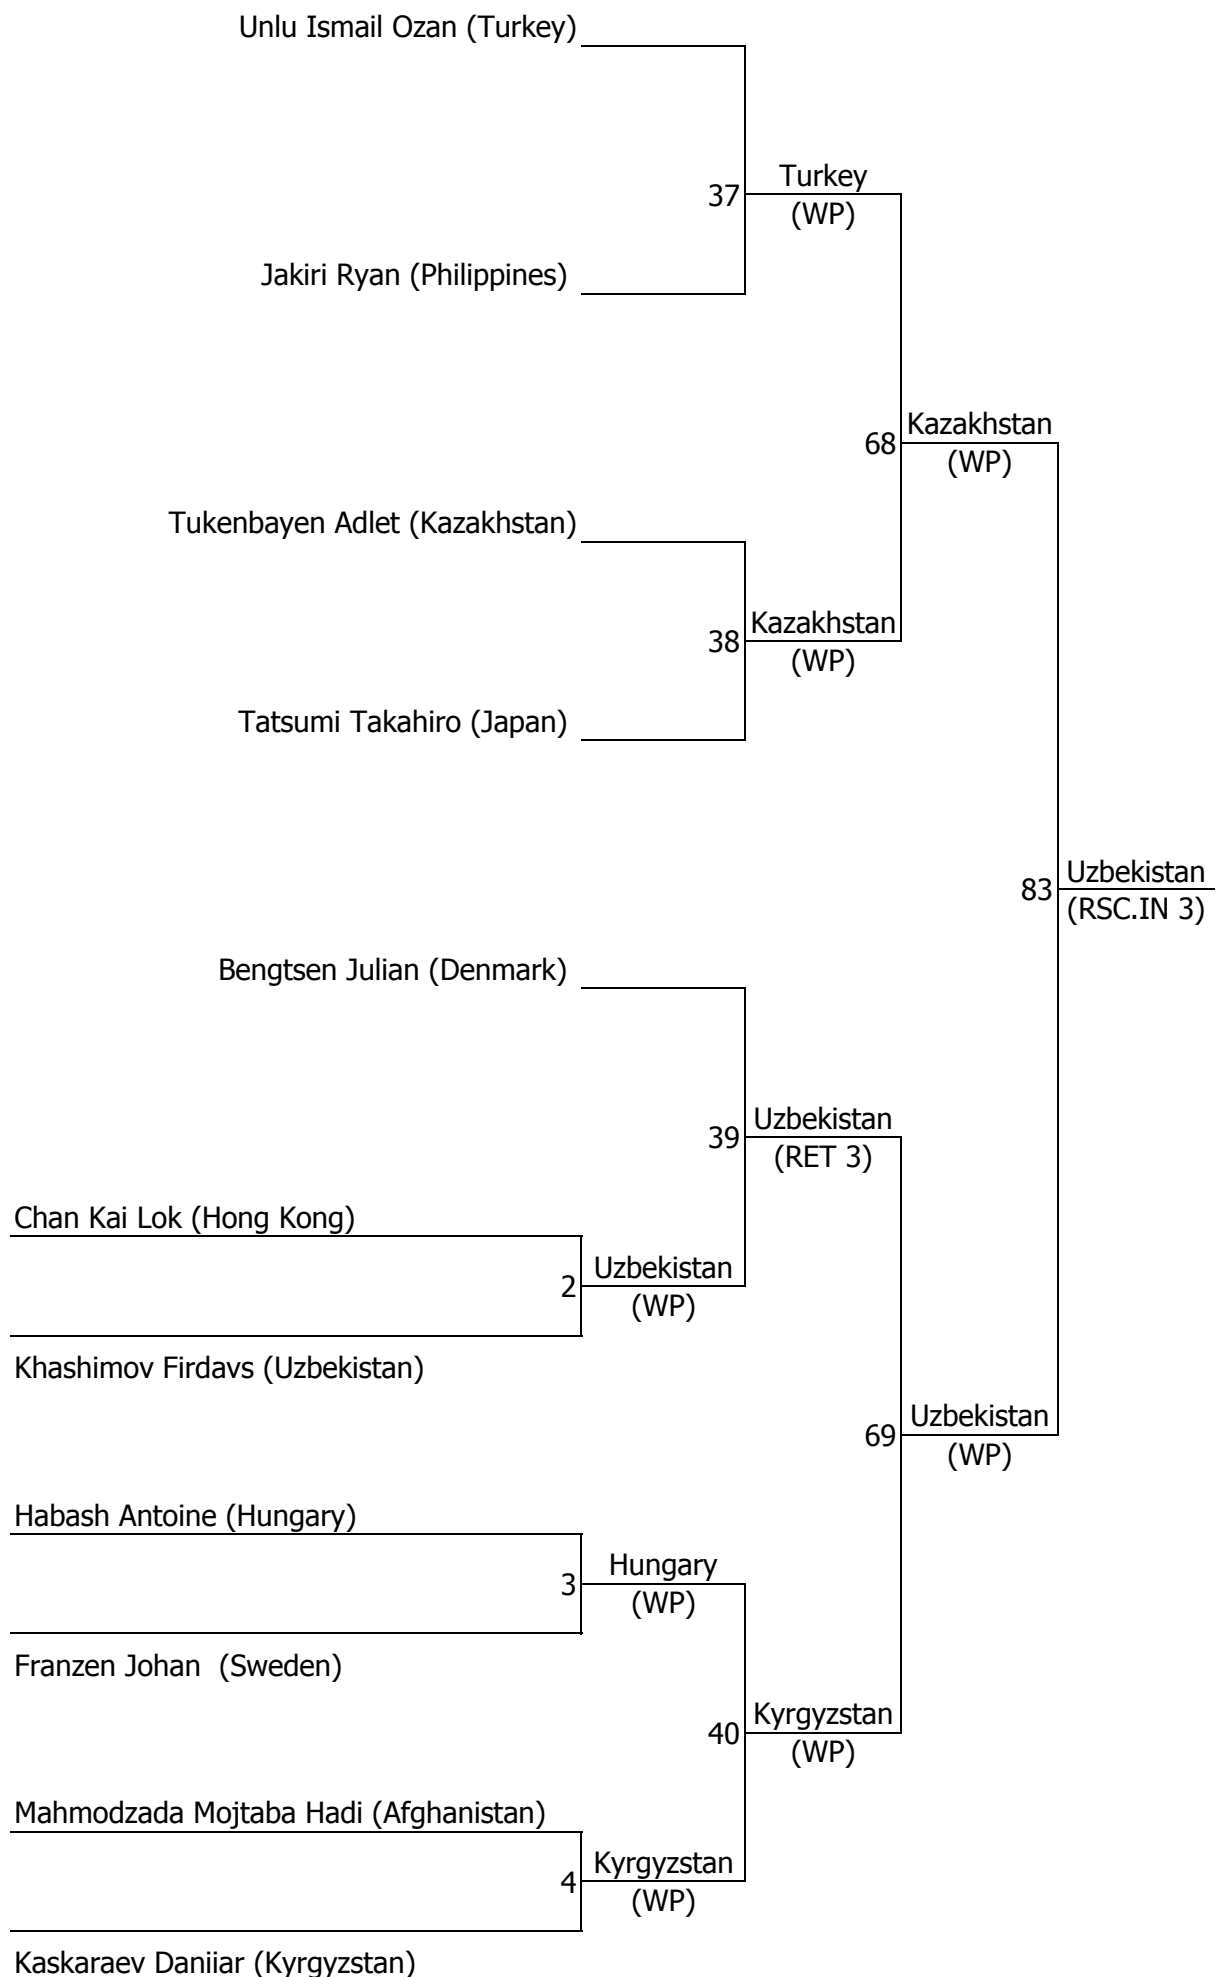 Unlu Ismail Ozan (Turkey)
37
Turkey
(WP)
Jakiri Ryan (Philippines)
68
Kazakhstan
(WP)
Tukenbayen Adlet (Kazakhstan)
38
Kazakhstan
(WP)
Tatsumi Takahiro (Japan)
83
Uzbekistan
(RSC.IN 3)
Bengtsen Julian (Denmark)
39
Uzbekistan
(RET 3)
Chan Kai Lok (Hong Kong)
2
Uzbekistan
(WP)
Khashimov Firdavs (Uzbekistan)
69
Uzbekistan
(WP)
Habash Antoine (Hungary)
3
Hungary
(WP)
Franzen Johan  (Sweden)
40
Kyrgyzstan
(WP)
Mahmodzada Mojtaba Hadi (Afghanistan)
4
Kyrgyzstan
(WP)
Kaskaraev Daniiar (Kyrgyzstan)